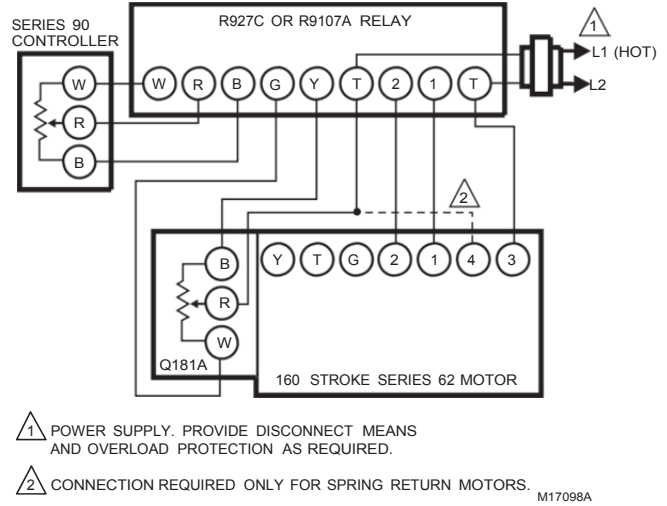 SERIES 90
CONTROLLER
R927C OR R9107A RELAY
1
L1 (HOT)
L2
W R B G Y T 2 1 T
W
R
B
2
B
R
W
Y T G 2 1 4 3
Q181A
160 STROKE SERIES 62 MOTOR
1 POWER SUPPLY. PROVIDE DISCONNECT MEANS
AND OVERLOAD PROTECTION AS REQUIRED.
2 CONNECTION REQUIRED ONLY FOR SPRING RETURN MOTORS.
M17098A